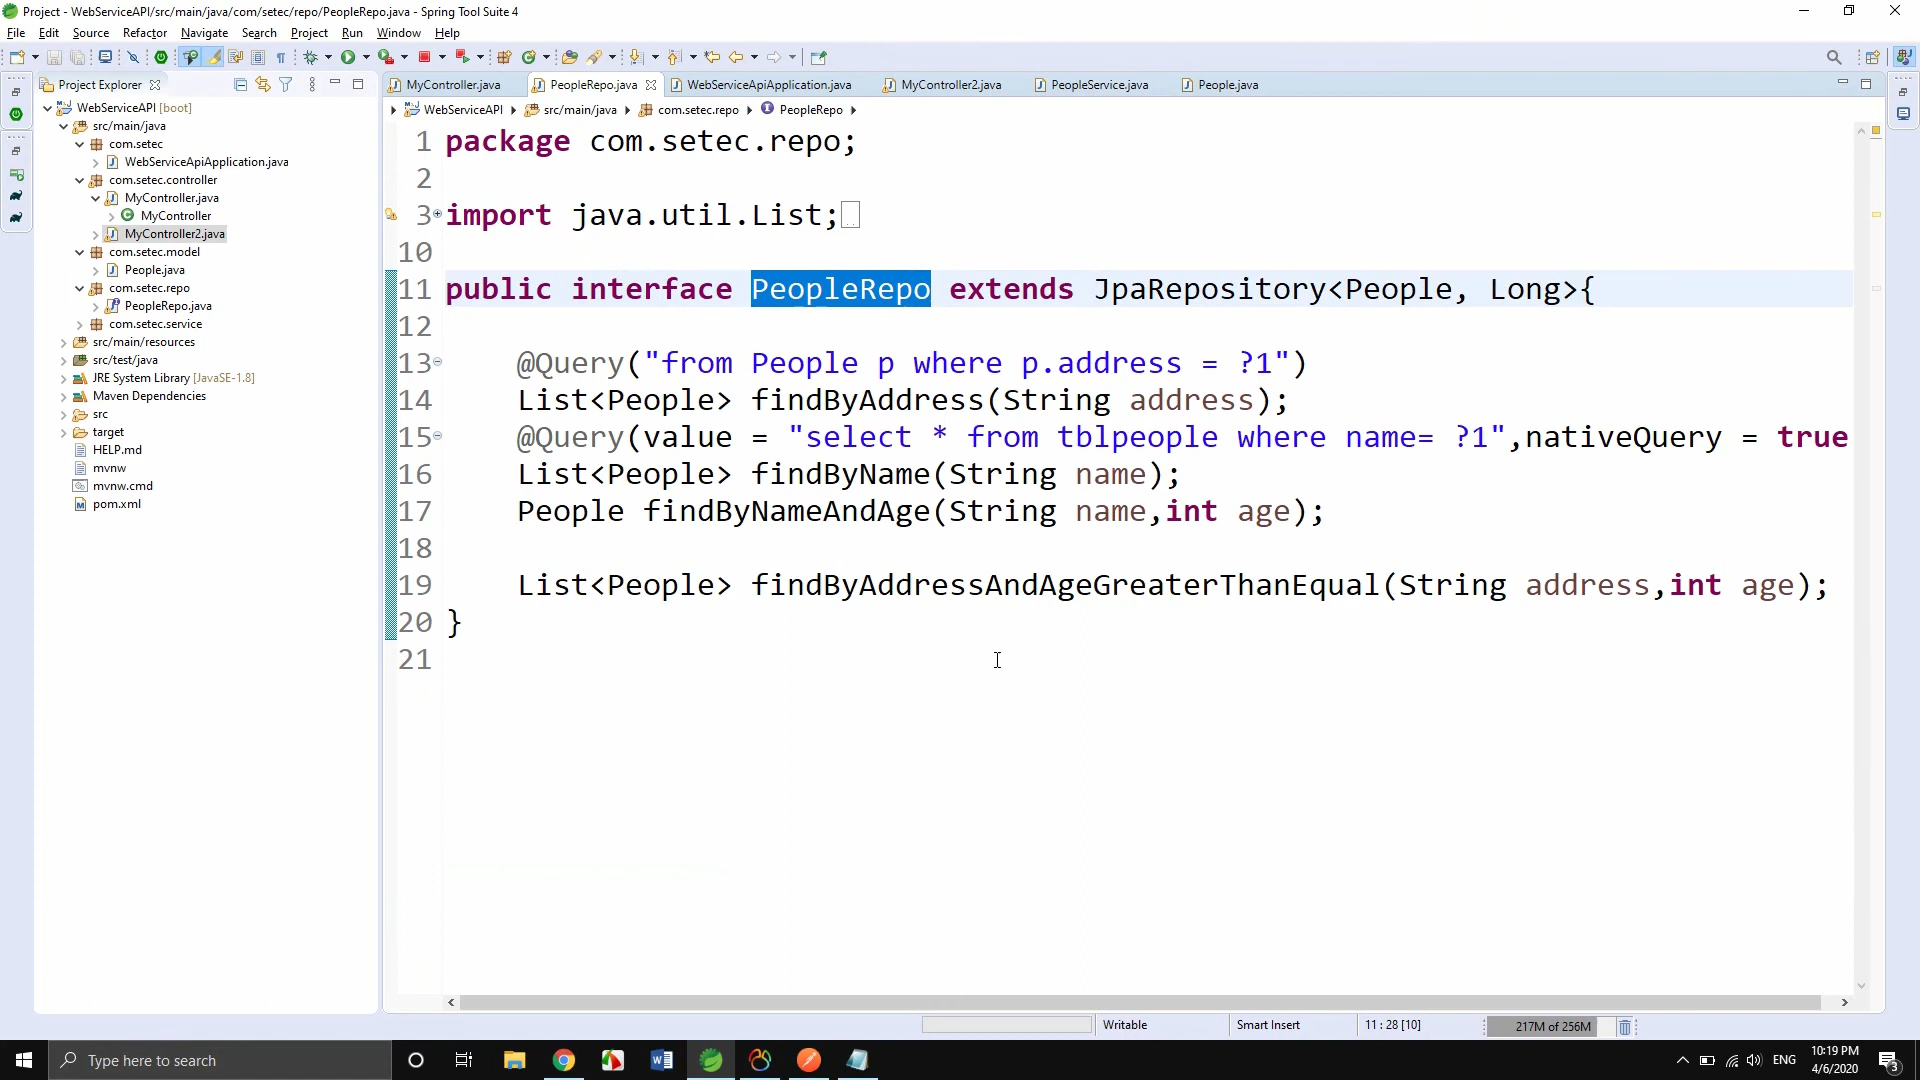 Project - WebServiceAPI/src/main/java/com/setec/repo/PeopleRepo.java - Spring Tool Suite 4
File Edit Source Refactor Navigate Search Project Run Window Help
Project Explorer
WebServiceAPI [boot]
src/main/java
com.setec
WebServiceApiApplication.java
com.setec.controller
MyController.java
MyController
MyController2.java
com.setec.model
People.java
com.setec.repo
PeopleRepo.java
com.setec.service
src/main/resources
src/test/java
JRE System Library [JavaSE-1.8]
Maven Dependencies
src
target
HELP.md
mvnw
mvnw.cmd
pom.xml
MyController.java PeopleRepo.java WebServiceApiApplication.java MyController2.java PeopleService.java People.java
WebServiceAPI src/main/java com.setec.repo PeopleRepo
1 package com.setec.repo;
2
3 import java.util.List;
10
11 public interface PeopleRepo extends JpaRepository<People, Long>{
12
13 @Query("from People p where p.address = ?1")
14 List<People> findByAddress(String address);
15 @Query(value = "select * from tblpeople where name= ?1",nativeQuery = true
16 List<People> findByName(String name);
17 People findByNameAndAge(String name,int age);
18
19 List<People> findByAddressAndAgeGreaterThanEqual(String address,int age);
20 }
21
Writable Smart Insert 11 : 28 [10] 217M of 256M
Type here to search
ENG
10:19 PM
4/6/2020
3